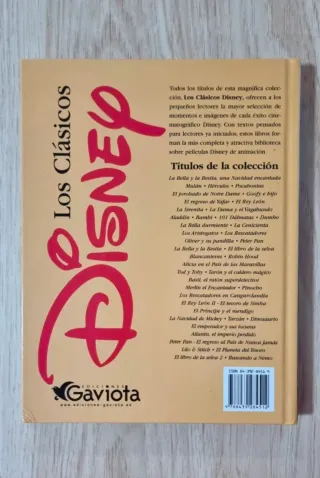 Los Clásicos
DISNEY
Todos los títulos de esta magnífica colec-
ción, Los Clásicos Disney, ofrecen a los
pequeños lectores la mayor selección de
momentos e imágenes de cada éxito cine-
matográfico Disney. Con textos pensados
para lectores ya iniciados, estos libros for-
man la más completa y atractiva biblioteca
sobre películas Disney de animación
Títulos de la colección
La Bella y la Bestia, una Navidad encantada
Mulán • Hércules • Pocahontas
El jorobado de Notre Dame • Goofy e hijo
El regreso de Yafar • El Rey León
La Sirenita • La Dama y el Vagabundo
Aladdín • Bambi • 101 Dálmatas • Dumbo
La Bella durmiente • La Cenicienta
Los Aristogatos • Los Rescatadores
Oliver y su pandilla • Peter Pan
La Bella y la Bestia • El libro de la selva
Blancanieves • Robin Hood
Alicia en el País de las Maravillas
Tod y Toby • Tarón y el caldero mágico
Basil, el ratón superdetective
Merlín el Encantador • Pinocho
Los Rescatadores en Cangurolandia
El Rey León II - El tesoro de Simba
El Príncipe y el mendigo
La Navidad de Mickey • Tarzán • Dinosaurio
El emperador y sus locuras
Atlantis, el imperio perdido
Peter Pan - El regreso al País de Nunca Jamás
Lilo & Stitch • El Planeta del Tesoro
El libro de la selva 2 • Buscando a Nemo
EDICIONES
Gaviota
www.ediciones-gaviota.es
ISBN 84